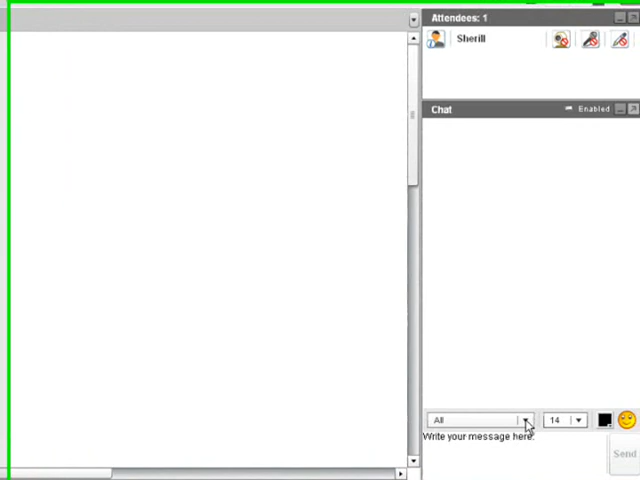 Attendees: 1
Sherill
Chat
Enabled
All
14
Write your message here:
Send